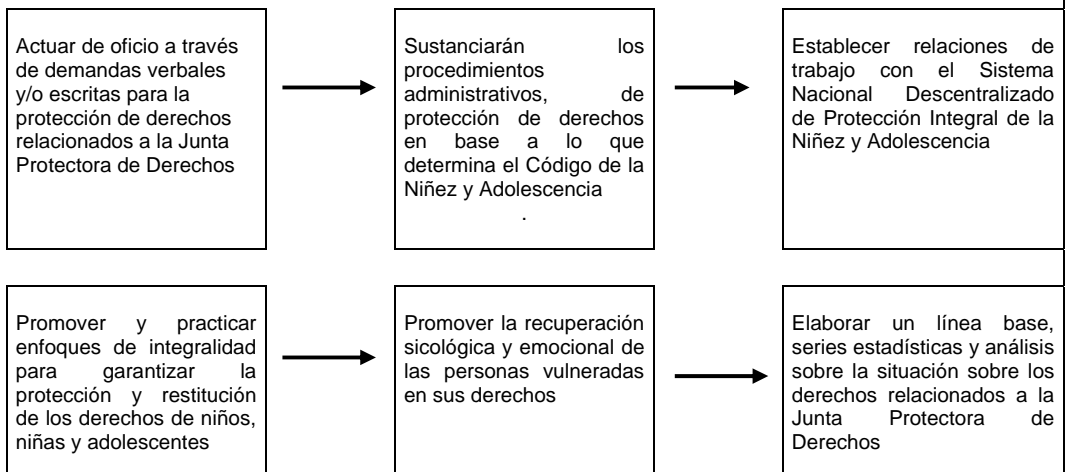 Actuar de oficio a través
de demandas verbales
y/o escritas para la
protección de derechos
relacionados a la Junta
Protectora de Derechos
Sustanciarán los
procedimientos
administrativos, de
protección de derechos
en base a lo que
determina el Código de la
Niñez y Adolescencia
.
Establecer relaciones de
trabajo con el Sistema
Nacional Descentralizado
de Protección Integral de la
Niñez y Adolescencia
Promover y practicar
enfoques de integralidad
para garantizar la
protección y restitución
de los derechos de niños,
niñas y adolescentes
Promover la recuperación
sicológica y emocional de
las personas vulneradas
en sus derechos
Elaborar un línea base,
series estadísticas y análisis
sobre la situación sobre los
derechos relacionados a la
Junta Protectora de
Derechos